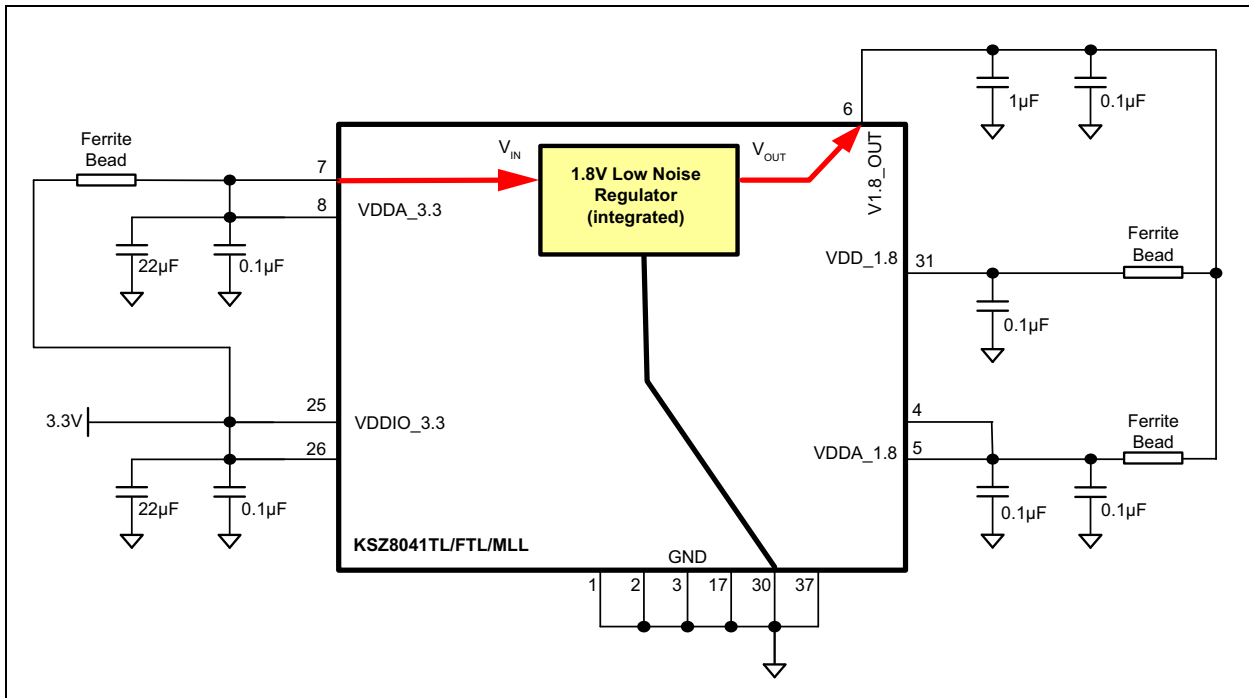 6
1µF
0.1µF
Ferrite
Bead
7
V_IN
1.8V Low Noise
Regulator
(integrated)
V_OUT
V1.8_OUT
8
VDDA_3.3
22µF
0.1µF
VDD_1.8
31
Ferrite
Bead
0.1µF
3.3V
25
VDDIO_3.3
26
22µF
0.1µF
4
VDDA_1.8
5
Ferrite
Bead
0.1µF
0.1µF
KSZ8041TL/FTL/MLL
GND
1
2
3
17
30
37